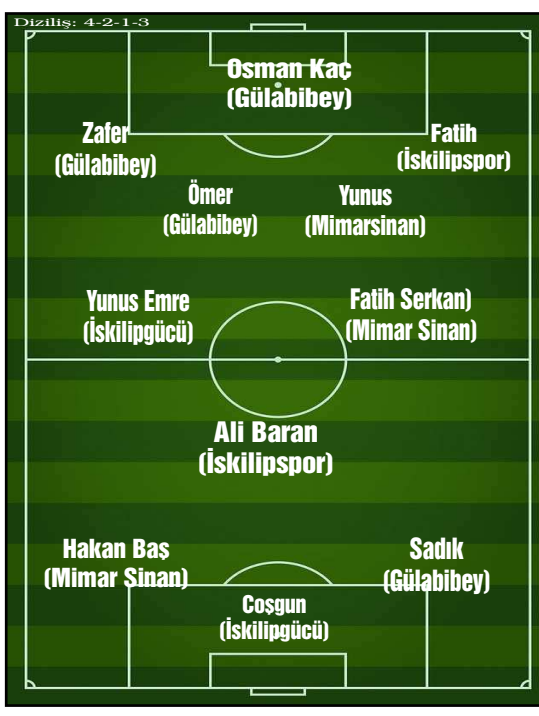 Diziliş: 4-2-1-3
Osman Kaç
(Gülabibey)
Zafer
(Gülabibey)
Fatih
(İskilipspor)
Ömer
(Gülabibey)
Yunus
(Mimarsinan)
Yunus Emre
(İskilipgücü)
Fatih Serkan)
(Mimar Sinan)
Ali Baran
(İskilipspor)
Hakan Baş
(Mimar Sinan)
Sadık
(Gülabibey)
Coşgun
(İskilipgücü)